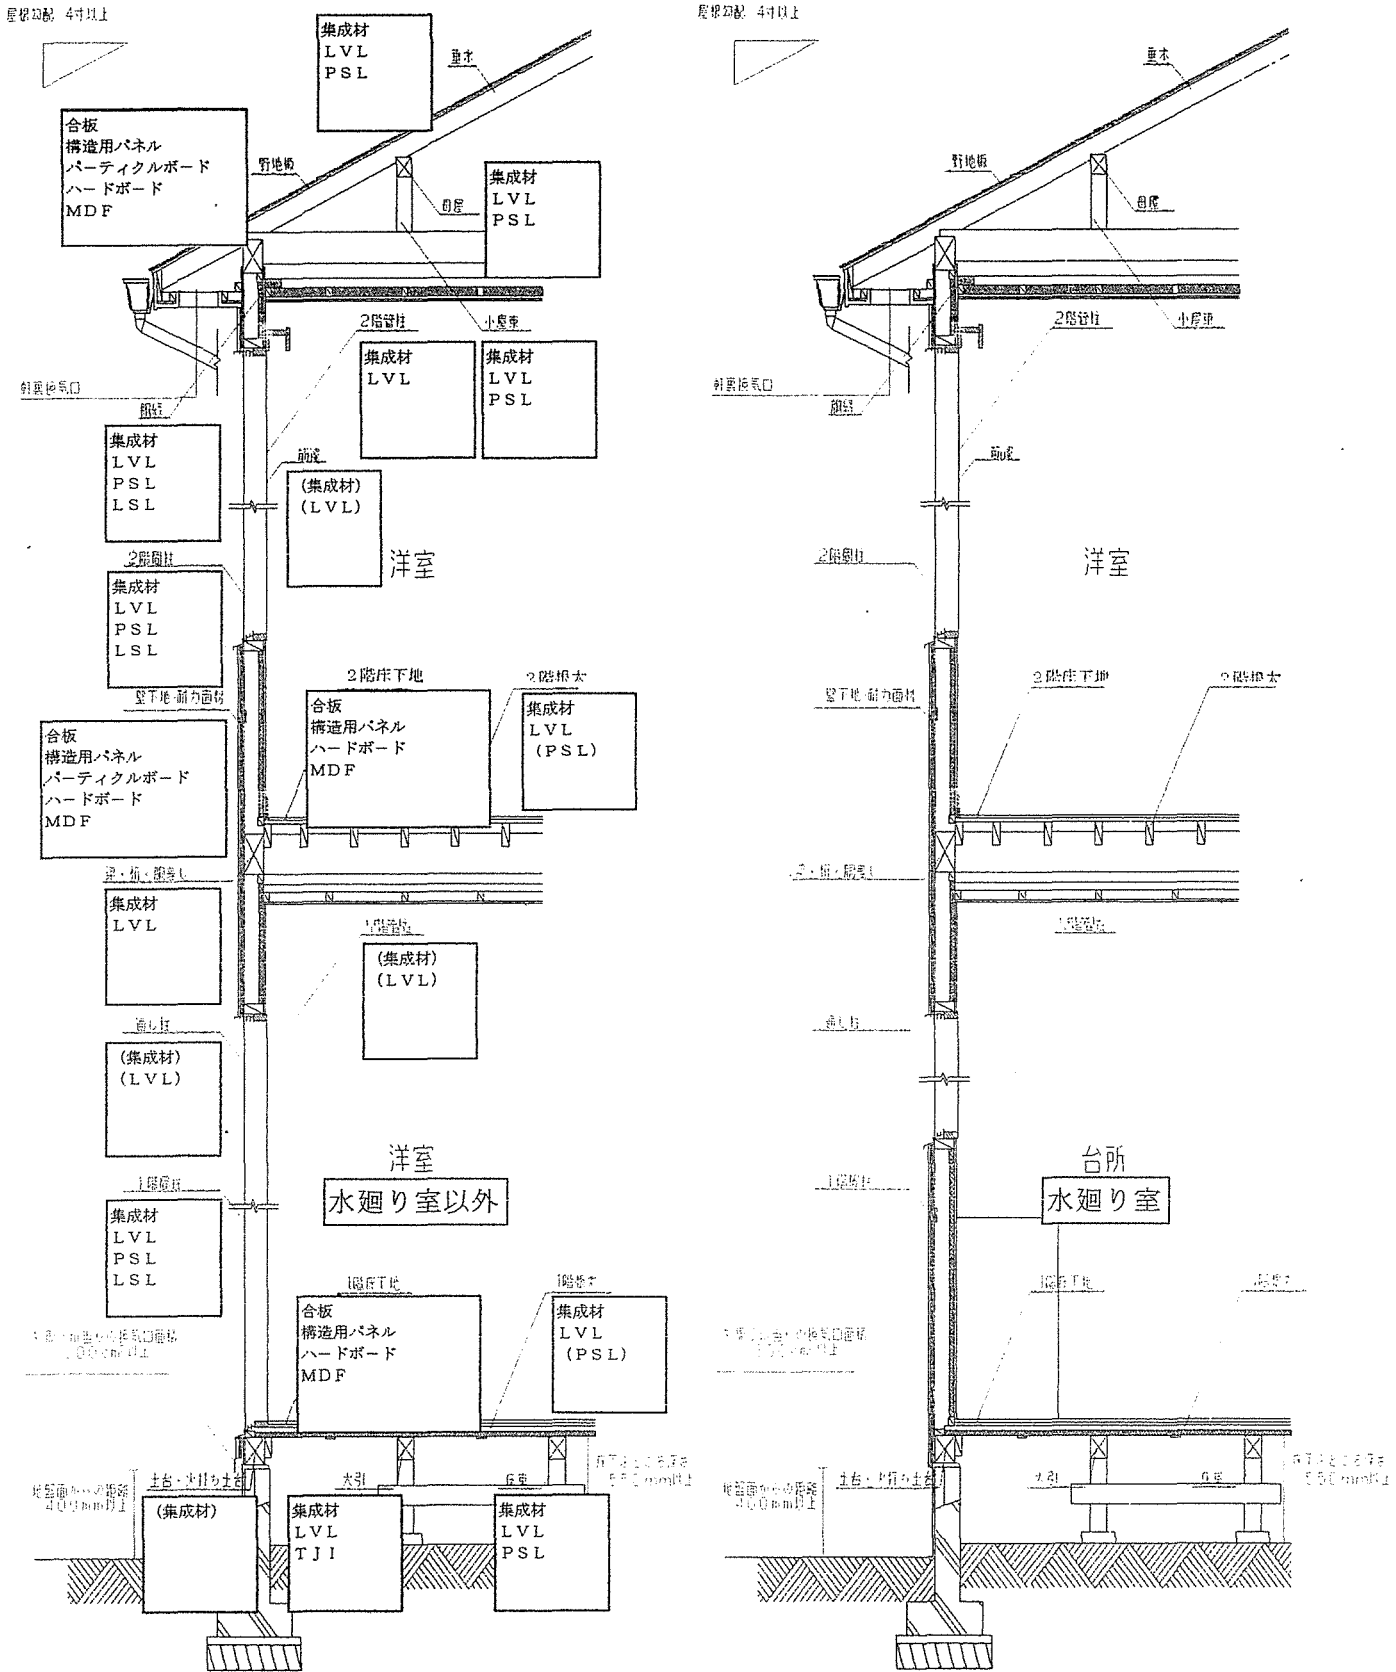 屋根勾配 4寸以上
集成材
LVL
PSL
垂木
合板
構造用パネル
パーティクルボード
ハードボード
MDF
野地板
母屋
集成材
LVL
PSL
小屋束
2階管柱
集成材
LVL
集成材
LVL
PSL
軒裏換気口
胴縁
集成材
LVL
PSL
LSL
筋違
(集成材)
(LVL)
洋室
2階間柱
集成材
LVL
PSL
LSL
壁下地・耐力面材
合板
構造用パネル
パーティクルボード
ハードボード
MDF
2階床下地
合板
構造用パネル
ハードボード
MDF
2階根太
集成材
LVL
(PSL)
梁・桁・胴差し
集成材
LVL
1階管柱
(集成材)
(LVL)
通し柱
(集成材)
(LVL)
洋室
水廻り室以外
1階間柱
集成材
LVL
PSL
LSL
1階床下地
合板
構造用パネル
ハードボード
MDF
1階根太
集成材
LVL
(PSL)
(集成材)
大引
集成材
LVL
TJI
床束
集成材
LVL
PSL
屋根勾配 4寸以上
垂木
野地板
母屋
小屋束
2階管柱
軒裏換気口
胴縁
筋違
2階間柱
洋室
壁下地・耐力面材
2階床下地
2階根太
梁・桁・胴差し
1階管柱
通し柱
台所
水廻り室
1階間柱
1階床下地
1階根太
大引
床束